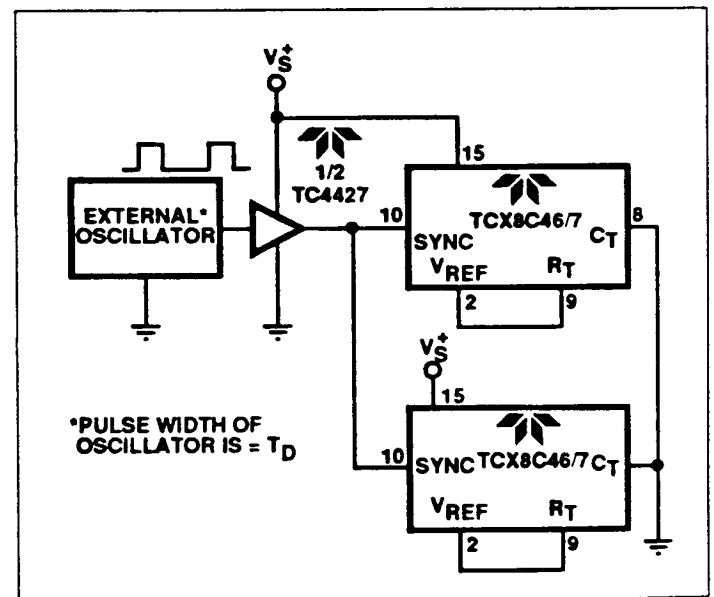 V+S
15
1/2
TC4427
EXTERNAL*
OSCILLATOR
10
TCX8C46/7
8
SYNC
CT
VREF
RT
2
9
V+S
15
*PULSE WIDTH OF
OSCILLATOR IS = TD
10
SYNC
TCX8C46/7
CT
VREF
RT
2
9